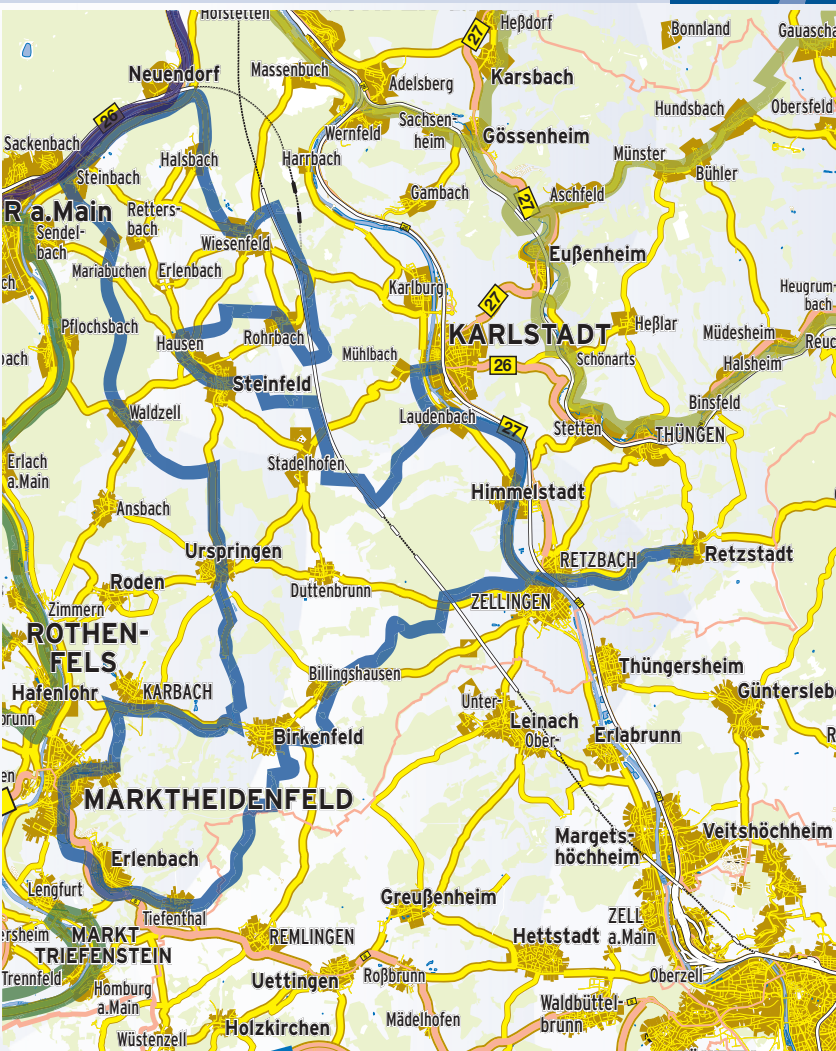 Hofstetten
Heßdorf
Bonnland
27
Neuendorf
Massenbuch
Adelsberg
Karsbach
Hundsbach
Obersfeld
26
Sackenbach
Halsbach
Wernfeld
Sachsen-
heim
Gössenheim
Harrbach
Münster
Bühler
Steinbach
Gambach
Aschfeld
27
R a.Main
Retters-
bach
Sendel-
bach
Wiesenfeld
Eußenheim
Mariabuchen
Erlenbach
Karlburg
27
Heugrum-
bach
Pflochsbach
Hausen
Rohrbach
Mühlbach
KARLSTADT
Heßlar
Müdesheim
26
Schönarts
Halsheim
Steinfeld
Binsfeld
Waldzell
Laudenbach
27
Stetten
THÜNGEN
Erlach
a.Main
Stadelhofen
Himmelstadt
Ansbach
Urspringen
RETZBACH
Retzstadt
Roden
Duttenbrunn
ZELLINGEN
Zimmern
ROTHEN-
FELS
Hafenlohr
KARBACH
Billingshausen
Thüngersheim
Unter-
Leinach
Ober-
Erlabrunn
Birkenfeld
MARKTHEIDENFELD
Margets-
höchheim
Veitshöchheim
Erlenbach
Lengfurt
Greußenheim
Tiefenthal
MARKT
TRIEFENSTEIN
REMLINGEN
Hettstadt
ZELL
a.Main
Trennfeld
Homburg
a.Main
Uettingen
Roßbrunn
Oberzell
Waldbüttel-
brunn
Mädelhofen
Holzkirchen
Wüstenzell